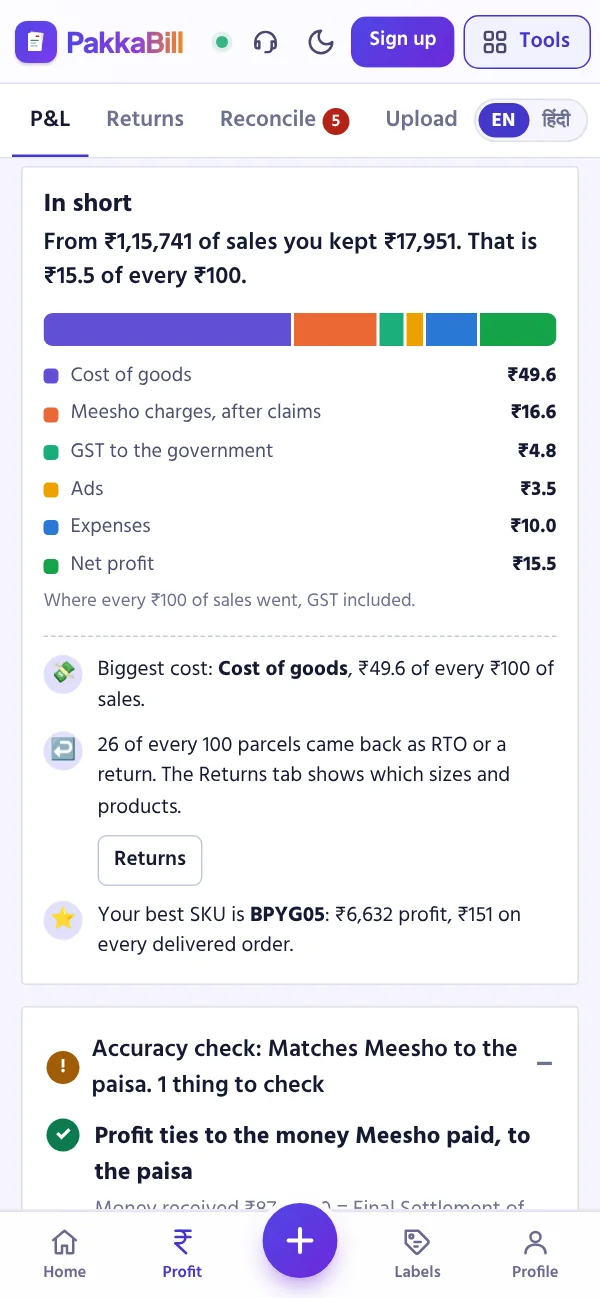 PakkaBill
Sign up
Tools
P&L
Returns
Reconcile 5
Upload
EN
हिंदी
In short
From ₹1,15,741 of sales you kept ₹17,951. That is
₹15.5 of every ₹100.
Cost of goods ₹49.6
Meesho charges, after claims ₹16.6
GST to the government ₹4.8
Ads ₹3.5
Expenses ₹10.0
Net profit ₹15.5
Where every ₹100 of sales went, GST included.
Biggest cost: Cost of goods, ₹49.6 of every ₹100 of
sales.
26 of every 100 parcels came back as RTO or a
return. The Returns tab shows which sizes and
products.
Returns
Your best SKU is BPYG05: ₹6,632 profit, ₹151 on
every delivered order.
Accuracy check: Matches Meesho to the
paisa. 1 thing to check
Profit ties to the money Meesho paid, to
the paisa
Money received = Final Settlement of
Home
Profit
Labels
Profile